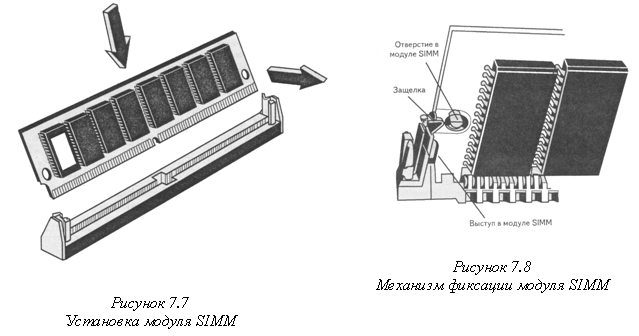 Отверстие в
модуле SIMM
Защелка
Выступ в модуле SIMM
Рисунок 7.7
Установка модуля SIMM
Рисунок 7.8
Механизм фиксации модуля SIMM